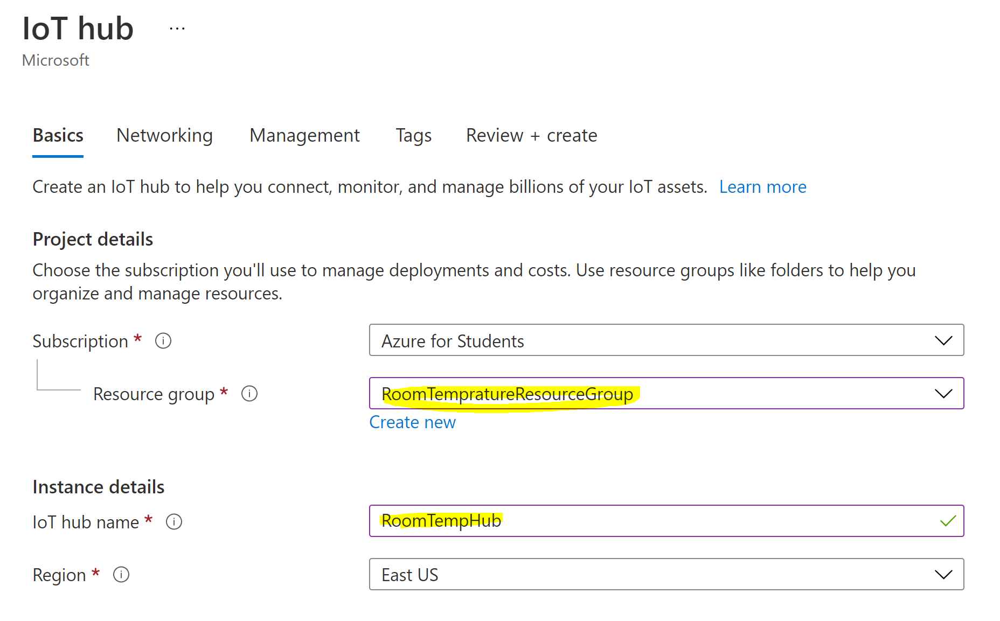 IoT hub ...
Microsoft
Basics Networking Management Tags Review + create
Create an IoT hub to help you connect, monitor, and manage billions of your IoT assets. Learn more
Project details
Choose the subscription you'll use to manage deployments and costs. Use resource groups like folders to help you
organize and manage resources.
Subscription * Azure for Students
Resource group * RoomTempratureResourceGroup
Create new
Instance details
IoT hub name * RoomTempHub
Region * East US